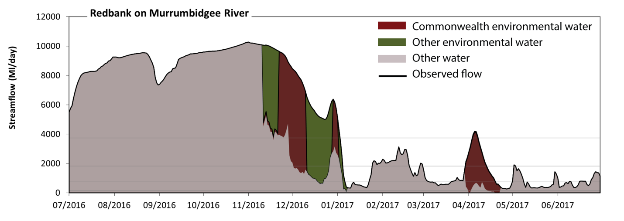 Redbank on Murrumbidgee River
Commonwealth environmental water
Other environmental water
Other water
Observed flow
Streamflow (Ml/day)
12000
10000
8000
6000
4000
2000
0
07/2016 08/2016 09/2016 10/2016 11/2016 12/2016 01/2017 02/2017 03/2017 04/2017 05/2017 06/2017